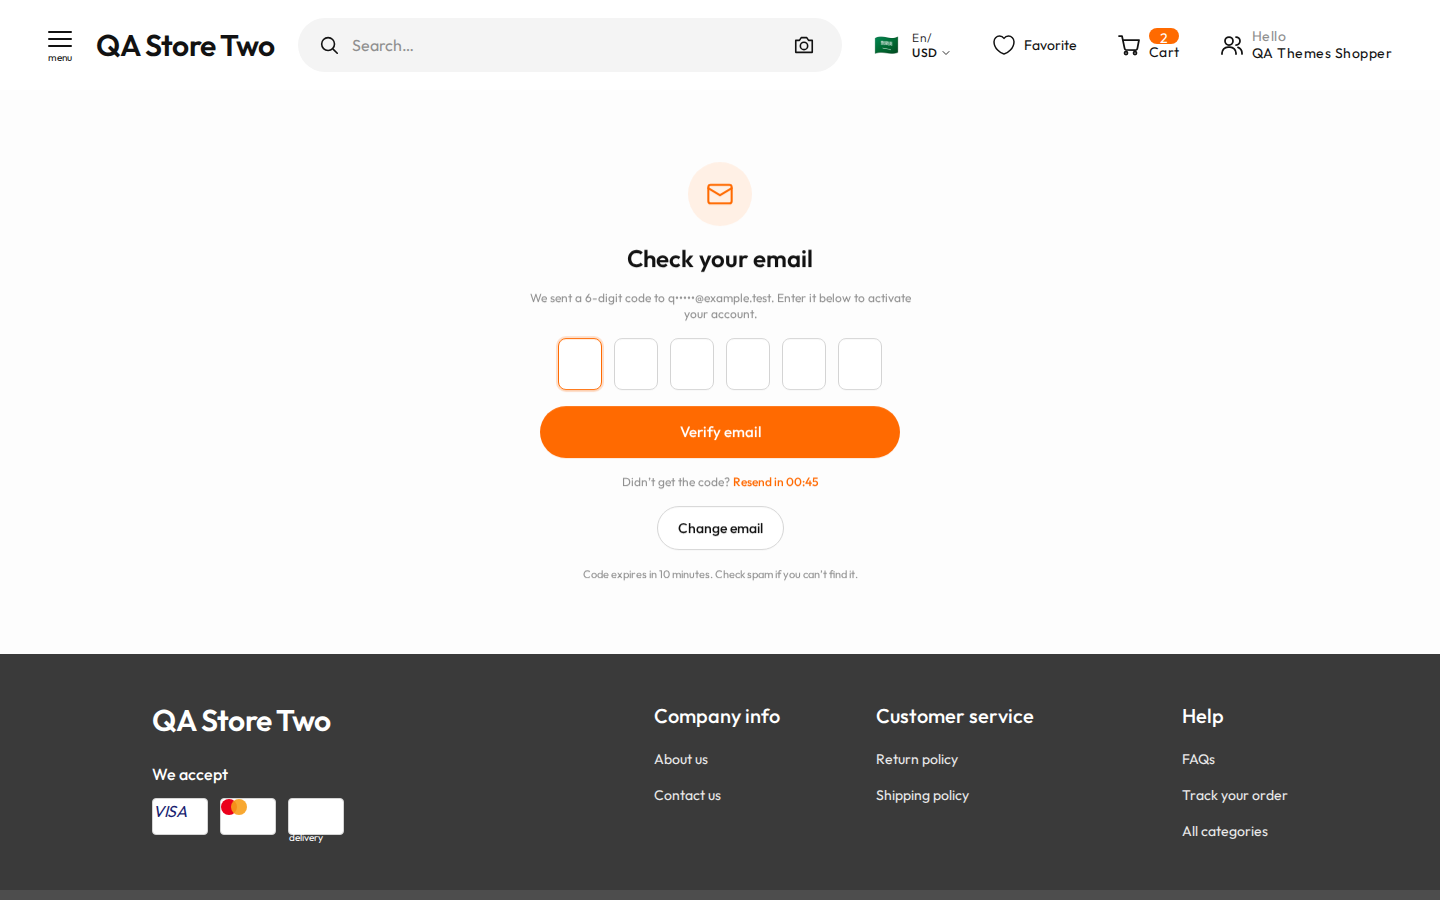 menu
QA Store Two
Search...
En/
USD
Favorite
2
Cart
Hello
QA Themes Shopper
Check your email
We sent a 6-digit code to q•••••@example.test. Enter it below to activate
your account.
Verify email
Didn't get the code? Resend in 00:45
Change email
Code expires in 10 minutes. Check spam if you can't find it.
QA Store Two
We accept
VISA
delivery
Company info
About us
Contact us
Customer service
Return policy
Shipping policy
Help
FAQs
Track your order
All categories